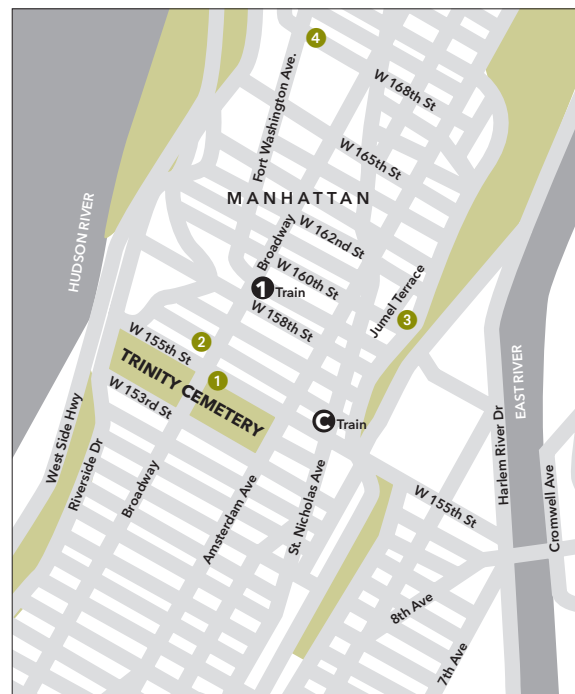 4
W 168th St
Fort Washington Ave.
W 165th St
MANHATTAN
HUDSON RIVER
W 162nd St
Broadway
W 160th St
Jumel Terrace
1 Train
W 158th St
3
2
W 155th St
1
TRINITY CEMETERY
W 153rd St
C Train
EAST RIVER
Harlem River Dr
West Side Hwy
Riverside Dr
Broadway
Amsterdam Ave
St. Nicholas Ave
W 155th St
Cromwell Ave
8th Ave
7th Ave